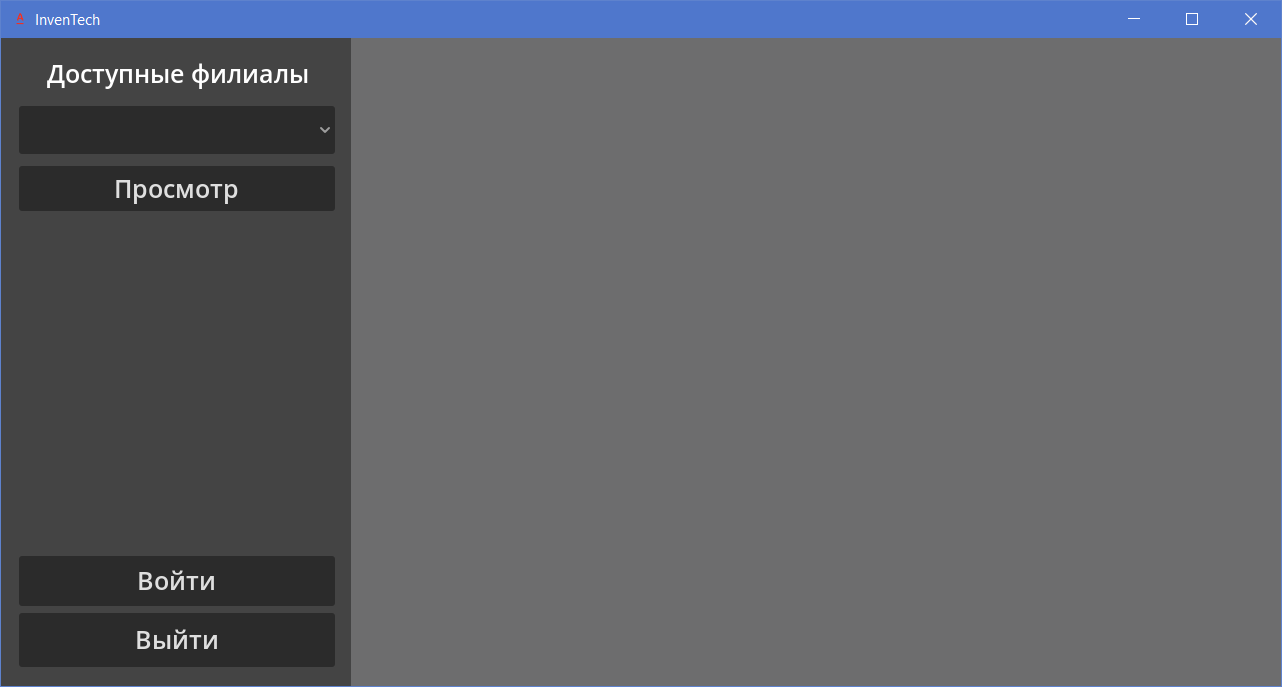 InvenTech
Доступные филиалы
Просмотр
Войти
Выйти